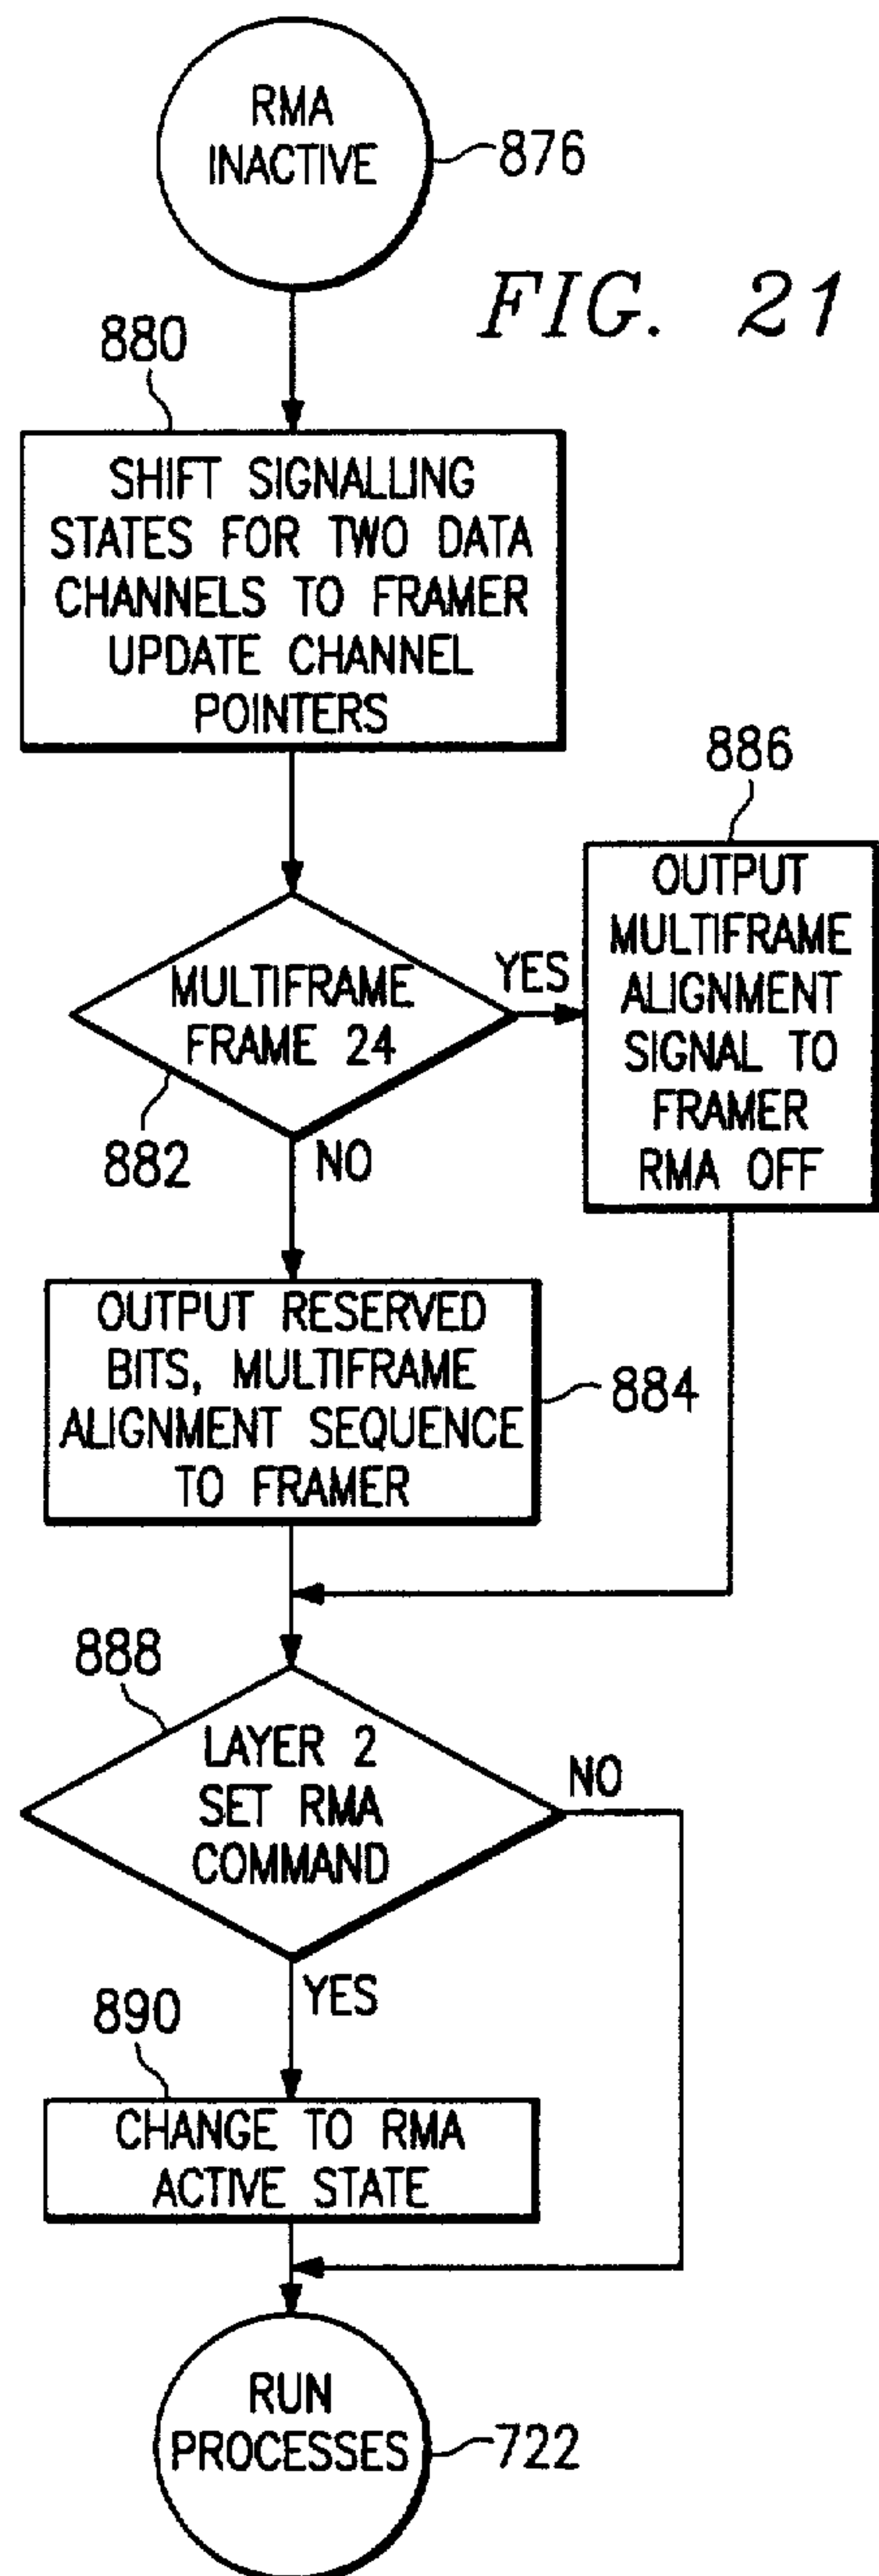 RMA
INACTIVE
876
FIG. 21
880
SHIFT SIGNALLING
STATES FOR TWO DATA
CHANNELS TO FRAMER
UPDATE CHANNEL
POINTERS
886
OUTPUT
MULTIFRAME
ALIGNMENT
SIGNAL TO
FRAMER
RMA OFF
MULTIFRAME
FRAME 24
YES
882
NO
OUTPUT RESERVED
BITS, MULTIFRAME
ALIGNMENT SEQUENCE
TO FRAMER
884
888
LAYER 2
SET RMA
COMMAND
NO
YES
890
CHANGE TO RMA
ACTIVE STATE
RUN
PROCESSES
722